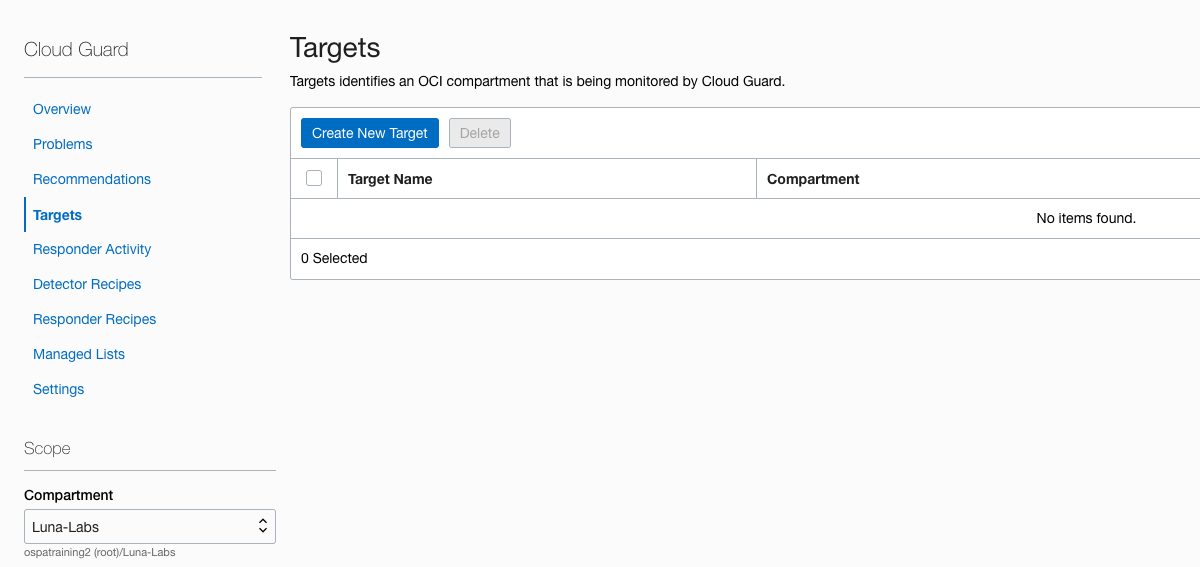 Cloud Guard
Overview
Problems
Recommendations
Targets
Responder Activity
Detector Recipes
Responder Recipes
Managed Lists
Settings
Scope
Compartment
Luna-Labs
ospatraining2 (root)/Luna-Labs
Targets
Targets identifies an OCI compartment that is being monitored by Cloud Guard.
Create New Target Delete
Target Name Compartment
No items found.
0 Selected